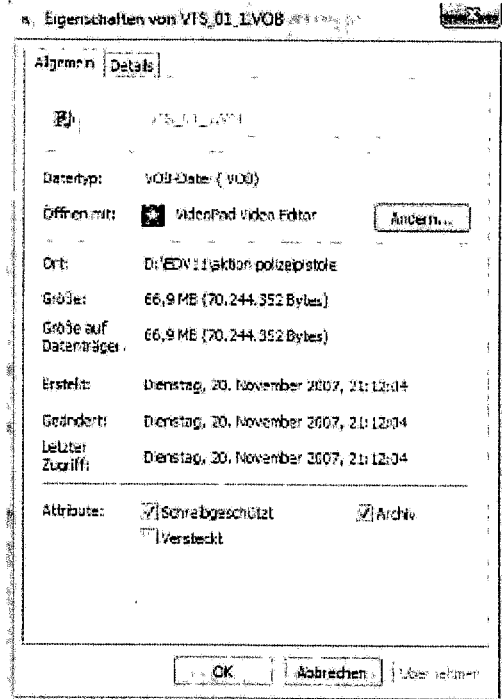 Eigenschaften von VTS_01_1.VOB
Allgemein Details
VTS_01_1.VOB
Dateityp: VOB-Datei (.VOB)
Öffnen mit: VideoPad Video Editor Ändern...
Ort:
Größe: 66,9 MB (70.244.352 Bytes)
Größe auf Datenträger: 66,9 MB (70.244.352 Bytes)
Erstellt: Dienstag, 20. November 2007, 21:12:04
Geändert: Dienstag, 20. November 2007, 21:12:04
Letzter Zugriff: Dienstag, 20. November 2007, 21:12:04
Attribute: Schreibgeschützt Archiv
Versteckt
OK Abbrechen Übernehmen